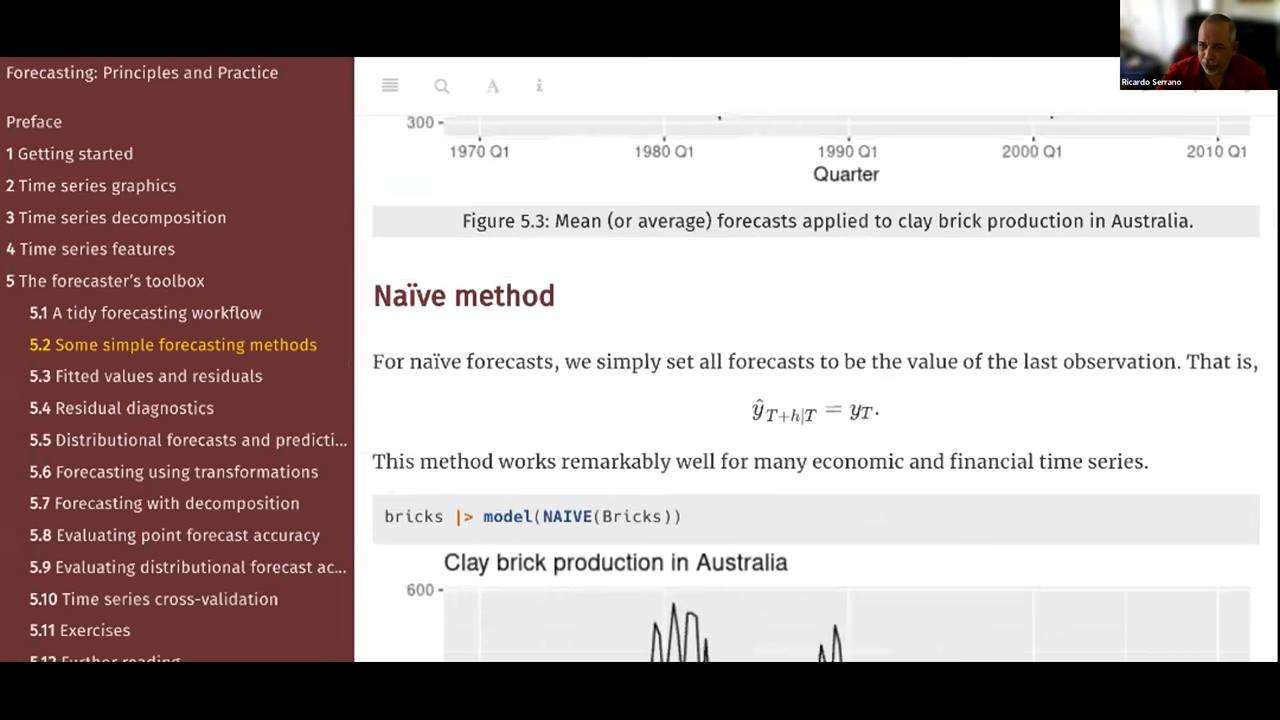 Ricardo Serrano
Forecasting: Principles and Practice
Preface
1 Getting started
2 Time series graphics
3 Time series decomposition
4 Time series features
5 The forecaster's toolbox
5.1 A tidy forecasting workflow
5.2 Some simple forecasting methods
5.3 Fitted values and residuals
5.4 Residual diagnostics
5.5 Distributional forecasts and predicti...
5.6 Forecasting using transformations
5.7 Forecasting with decomposition
5.8 Evaluating point forecast accuracy
5.9 Evaluating distributional forecast ac...
5.10 Time series cross-validation
5.11 Exercises
5.12 Further reading
300
1970 Q1 1980 Q1 1990 Q1 2000 Q1 2010 Q1
Quarter
Figure 5.3: Mean (or average) forecasts applied to clay brick production in Australia.
Naïve method
For naïve forecasts, we simply set all forecasts to be the value of the last observation. That is,
ŷT+h|T = yT.
This method works remarkably well for many economic and financial time series.
bricks |> model(NAIVE(Bricks))
Clay brick production in Australia
600